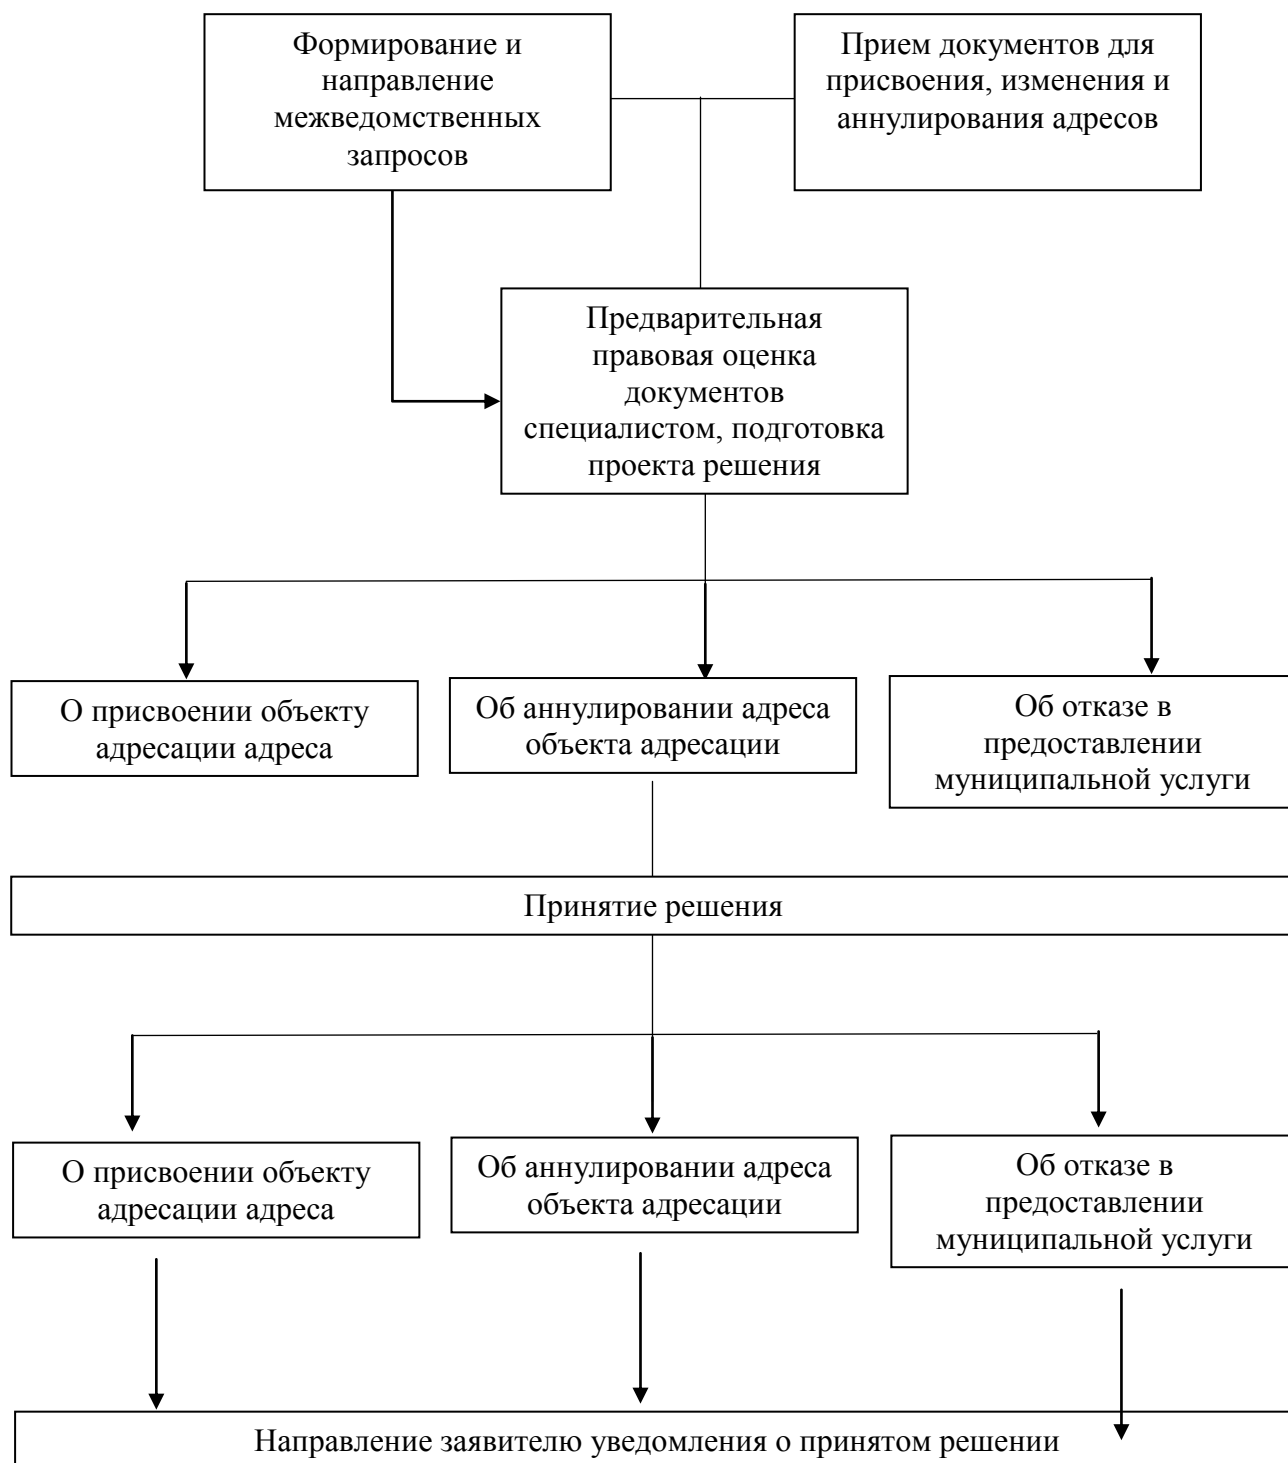 Формирование и
направление
межведомственных
запросов
Прием документов для
присвоения, изменения и
аннулирования адресов
Предварительная
правовая оценка
документов
специалистом, подготовка
проекта решения
О присвоении объекту
адресации адреса
Об аннулировании адреса
объекта адресации
Об отказе в
предоставлении
муниципальной услуги
Принятие решения
О присвоении объекту
адресации адреса
Об аннулировании адреса
объекта адресации
Об отказе в
предоставлении
муниципальной услуги
Направление заявителю уведомления о принятом решении